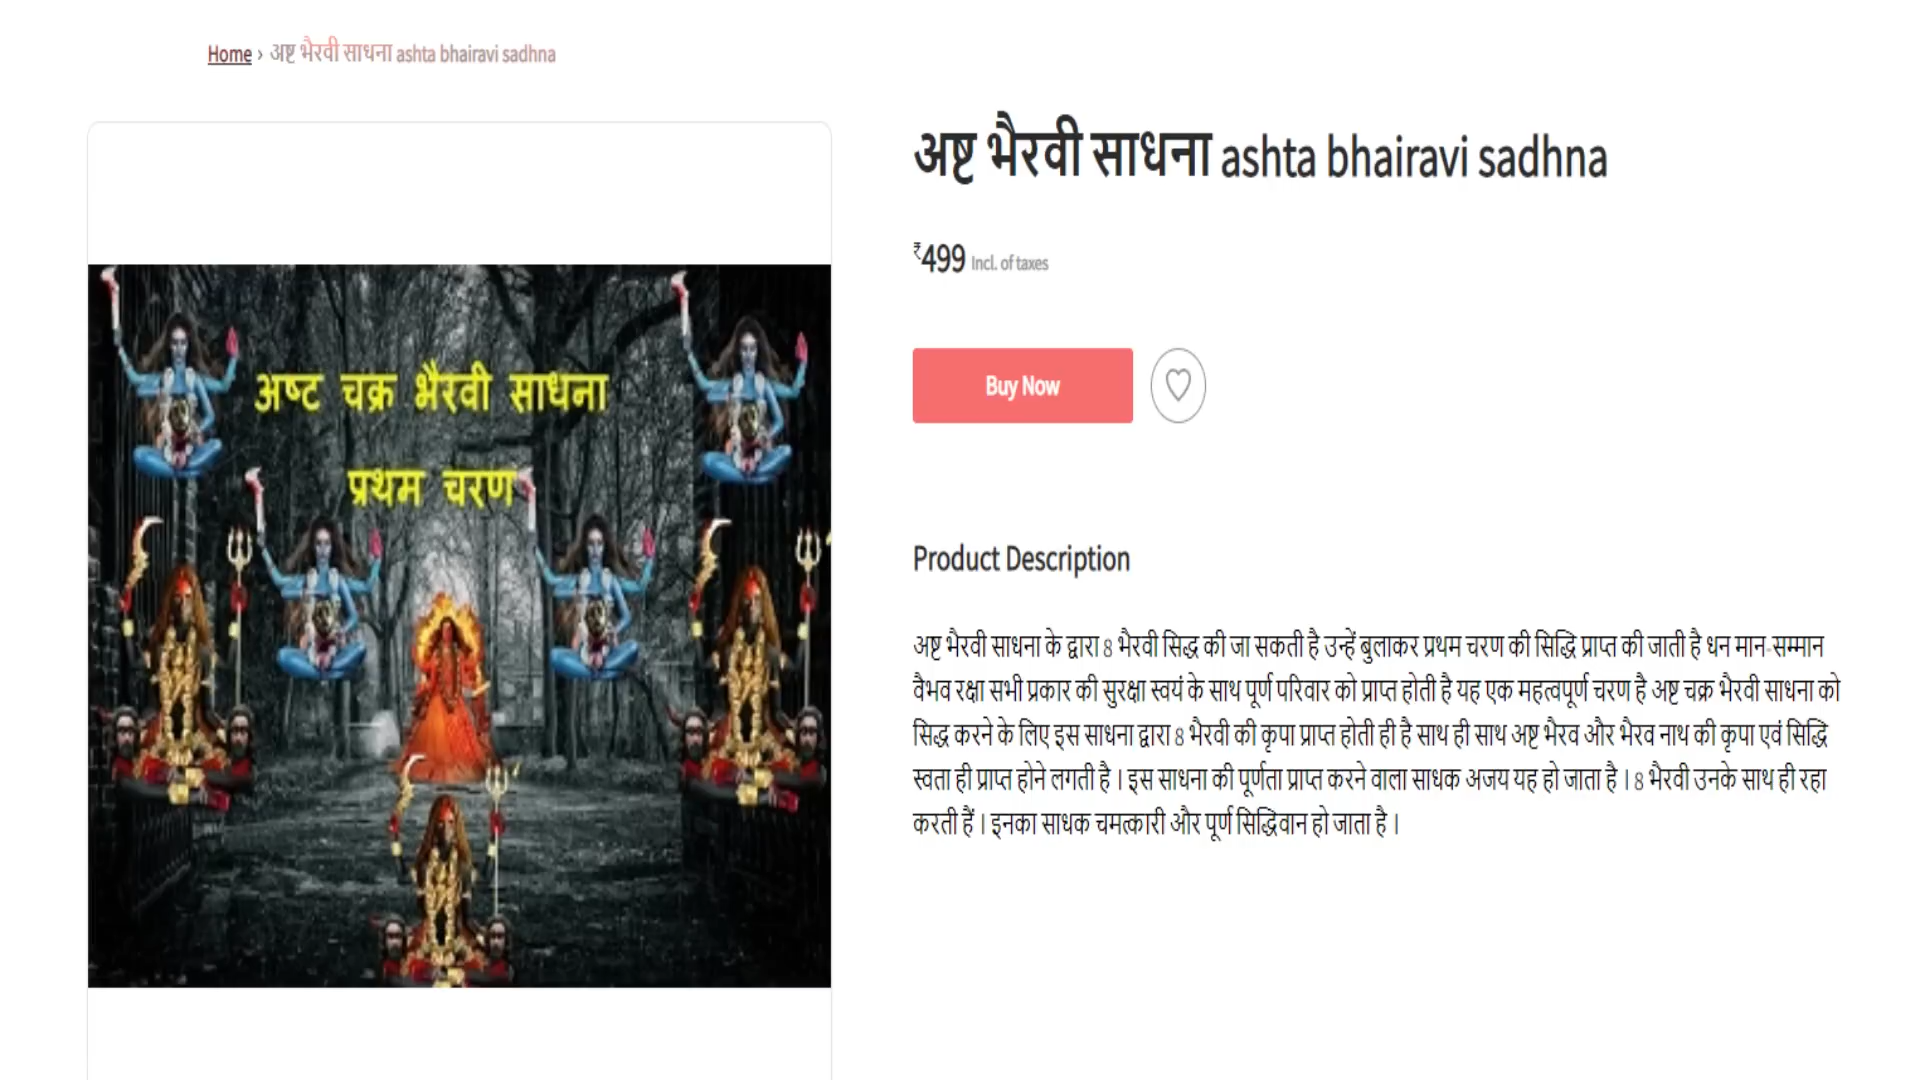 Home › अष्ट भैरवी साधना ashta bhairavi sadhna
अष्ट भैरवी साधना ashta bhairavi sadhna
₹499 Incl. of taxes
Buy Now
अष्ट चक्र भैरवी साधना
प्रथम चरण
Product Description
अष्ट भैरवी साधना के द्वारा 8 भैरवी सिद्ध की जा सकती है उन्हें बुलाकर प्रथम चरण की सिद्धि प्राप्त की जाती है धन मान-सम्मान
वैभव रक्षा सभी प्रकार की सुरक्षा स्वयं के साथ पूर्ण परिवार को प्राप्त होती है यह एक महत्वपूर्ण चरण है अष्ट चक्र भैरवी साधना को
सिद्ध करने के लिए इस साधना द्वारा 8 भैरवी की कृपा प्राप्त होती ही है साथ ही साथ अष्ट भैरव और भैरव नाथ की कृपा एवं सिद्धि
स्वता ही प्राप्त होने लगती है । इस साधना की पूर्णता प्राप्त करने वाला साधक अजय यह हो जाता है । 8 भैरवी उनके साथ ही रहा
करती हैं । इनका साधक चमत्कारी और पूर्ण सिद्धिवान हो जाता है ।